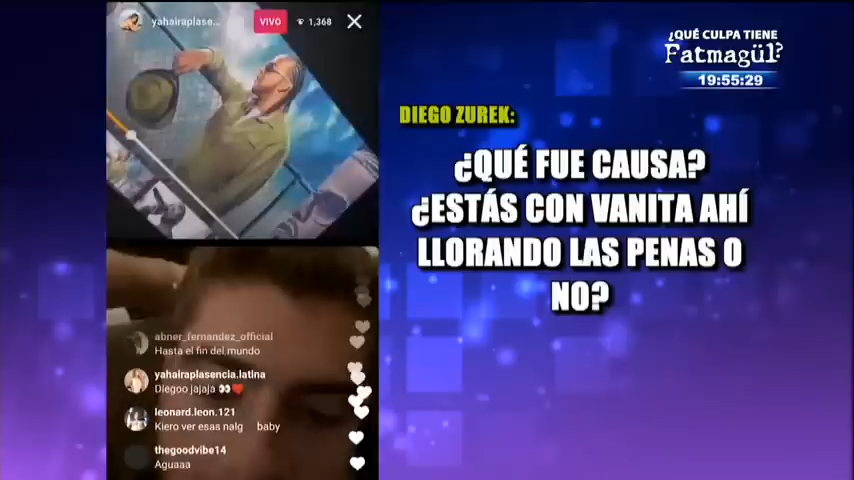 yahairaplase...
VIVO
1,368
¿QUÉ CULPA TIENE
Fatmagül?
19:55:29
DIEGO ZUREK:
¿QUÉ FUE CAUSA?
¿ESTÁS CON VANITA AHÍ
LLORANDO LAS PENAS O
NO?
abner_fernandez_official
Hasta el fin del mundo
yahairaplasencia.latina
Diegoo jajaja 👀❤️
leonard.leon.121
Kiero ver esas nalg baby
thegoodvibe14
Aguaaa